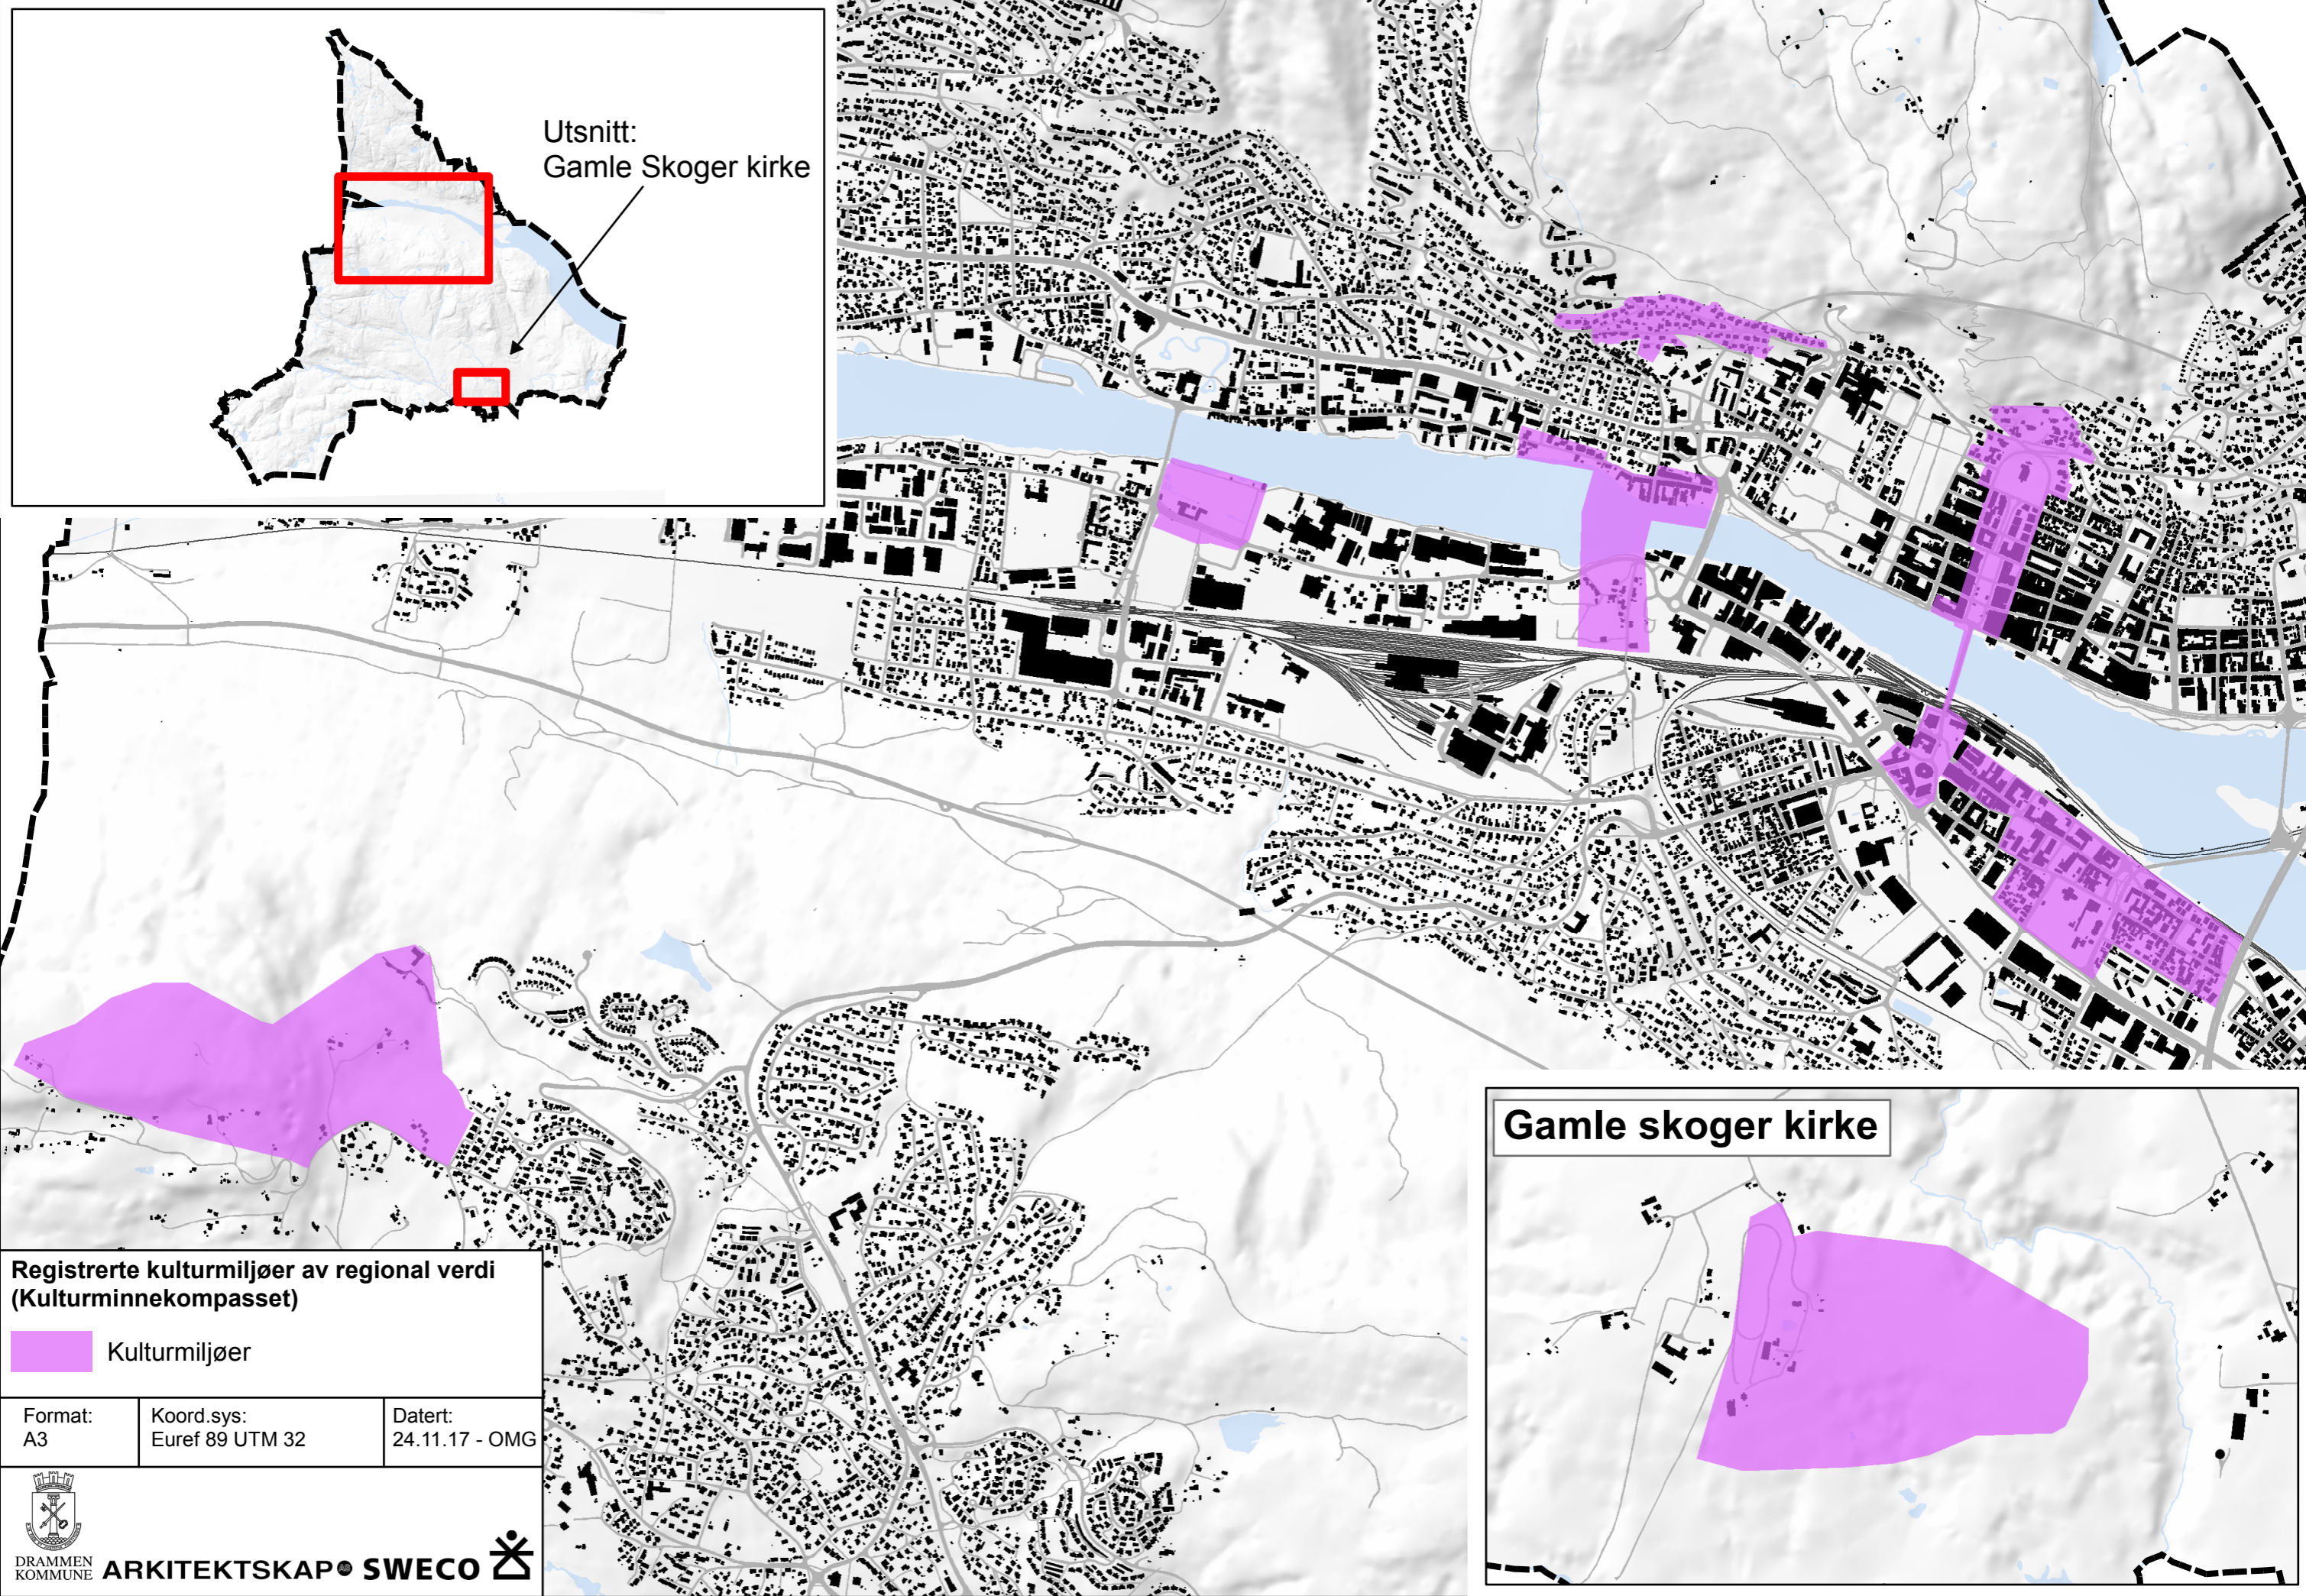 Utsnitt:
Gamle Skoger kirke
Gamle skoger kirke
Registrerte kulturmiljøer av regional verdi
(Kulturminnekompasset)
Kulturmiljøer
Format:
A3
Koord.sys:
Euref 89 UTM 32
Datert:
24.11.17 - OMG
DRAMMEN
KOMMUNE
ARKITEKTSKAP
SWECO